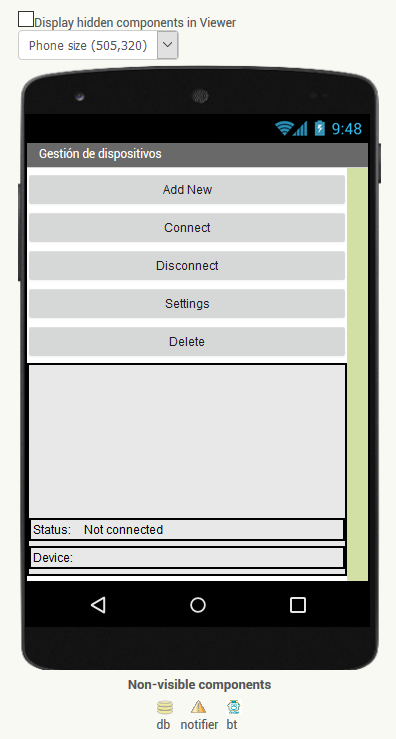 Display hidden components in Viewer
Phone size (505,320)
9:48
Gestión de dispositivos
Add New
Connect
Disconnect
Settings
Delete
Status: Not connected
Device:
Non-visible components
db notifier bt